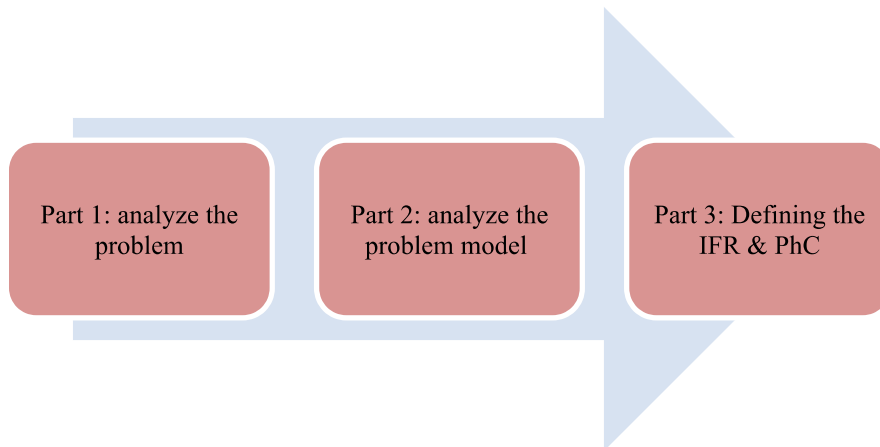 Part 1: analyze the
problem
Part 2: analyze the
problem model
Part 3: Defining the
IFR & PhC